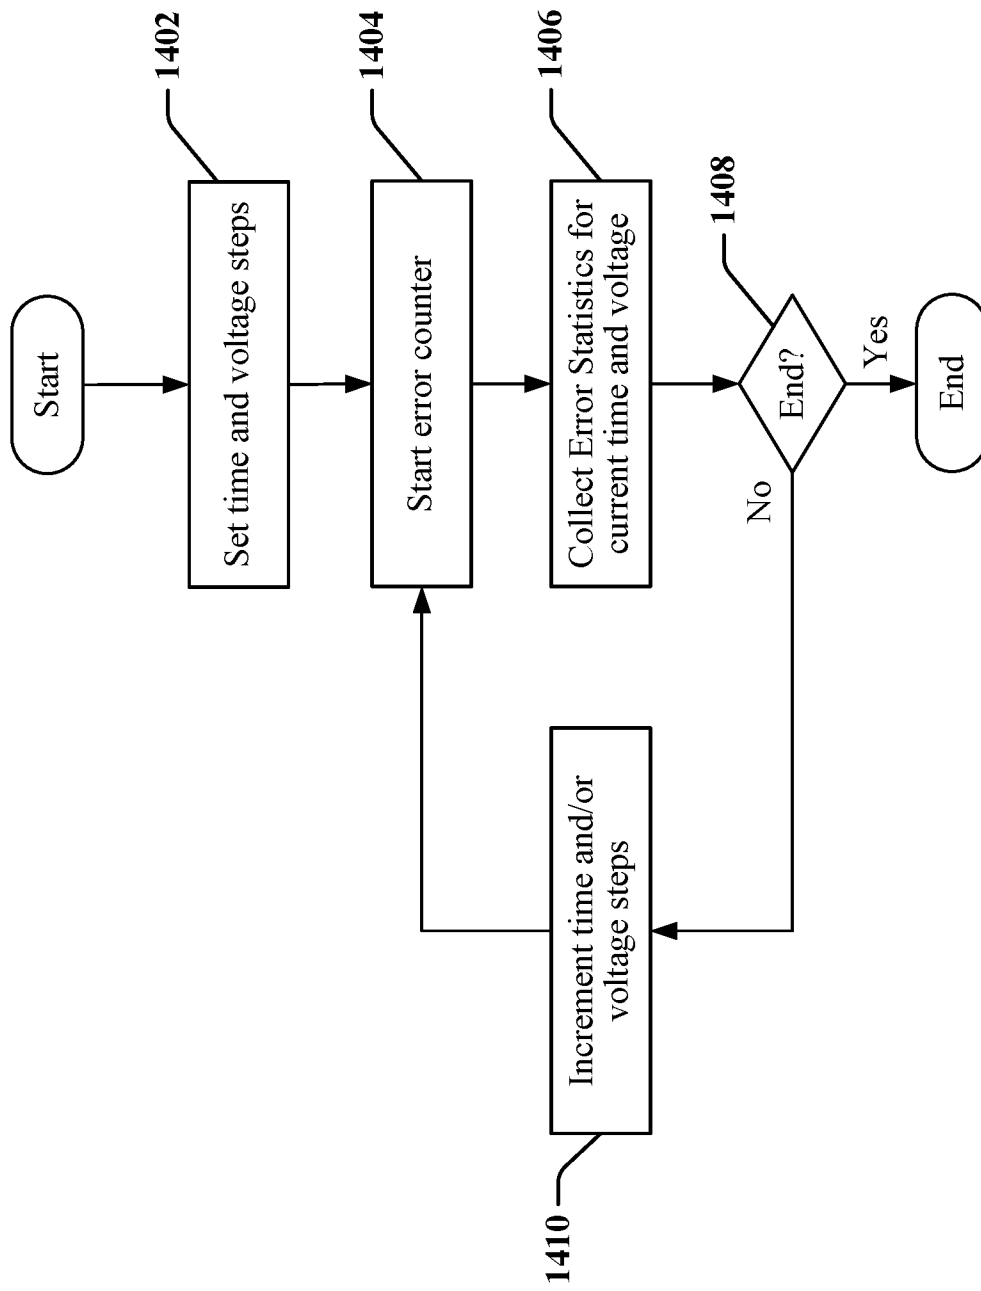 Start
1402
Set time and voltage steps
1404
Start error counter
1406
Collect Error Statistics for
current time and voltage
1408
End?
No
Yes
End
Increment time and/or
voltage steps
1410